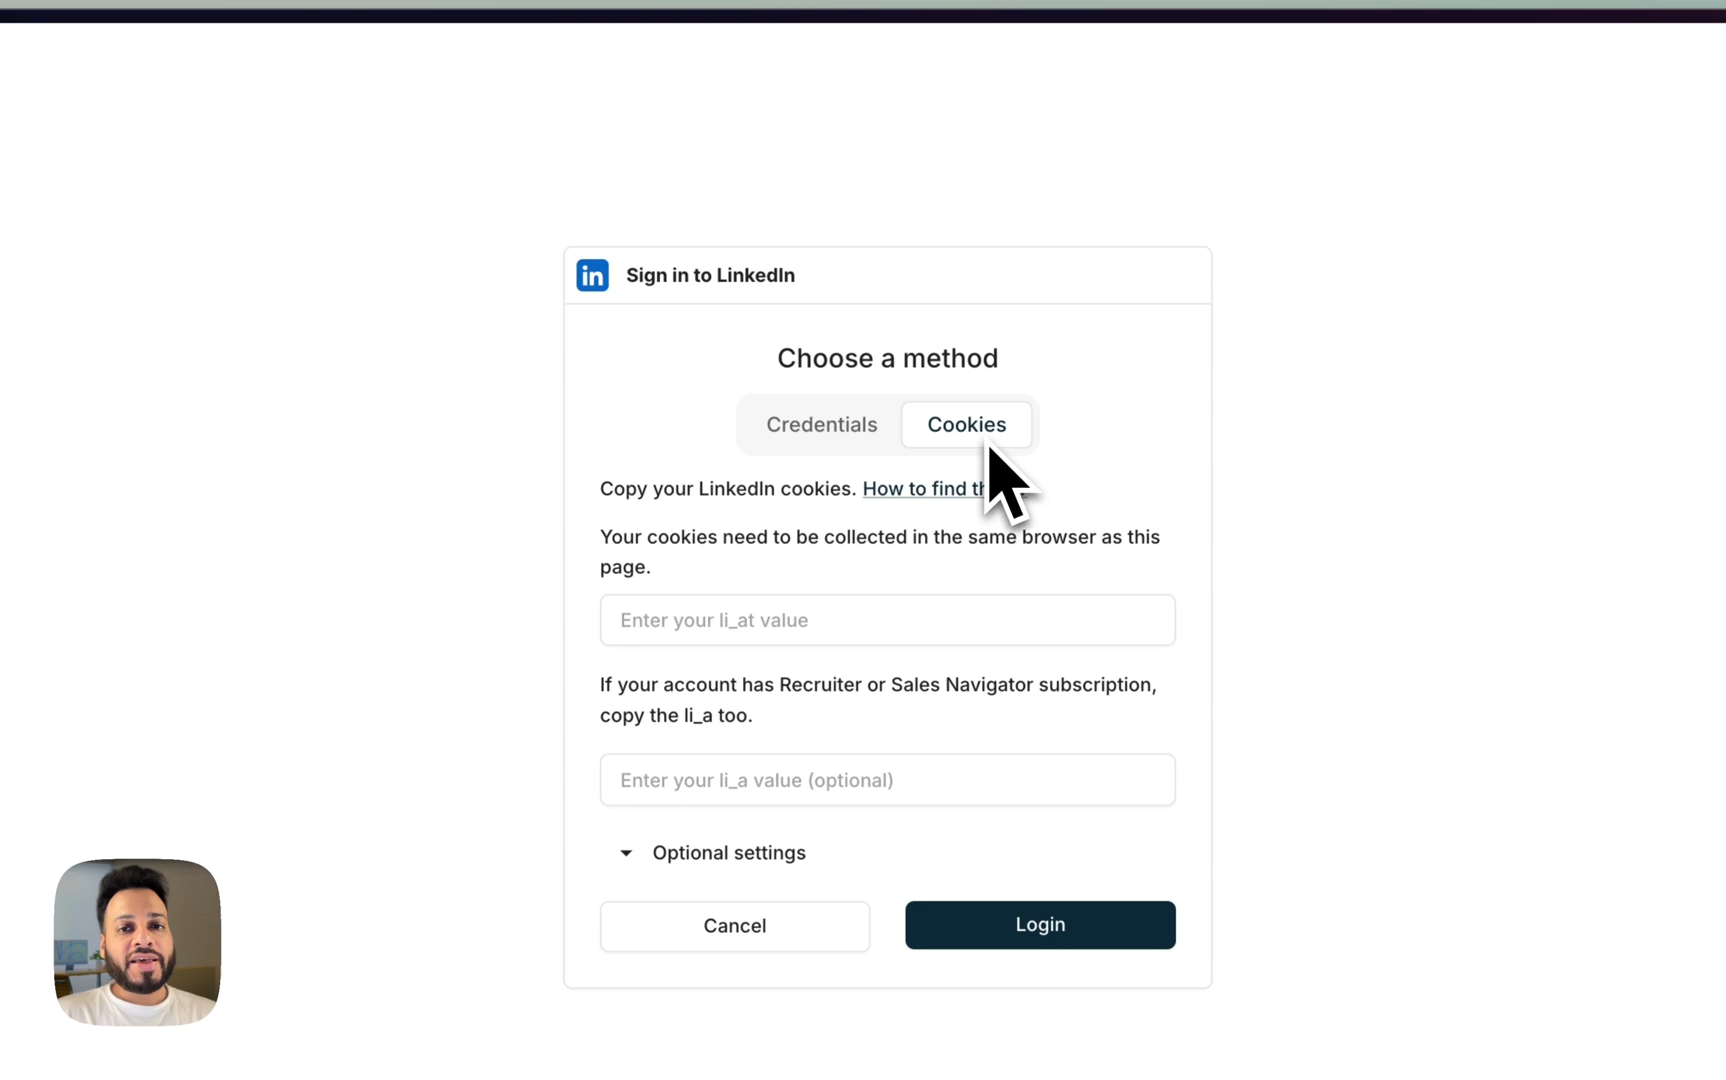 in Sign in to LinkedIn
Choose a method
Credentials Cookies
Copy your LinkedIn cookies. How to find
Your cookies need to be collected in the same browser as this
page.
Enter your li_at value
If your account has Recruiter or Sales Navigator subscription,
copy the li_a too.
Enter your li_a value (optional)
Optional settings
Cancel Login